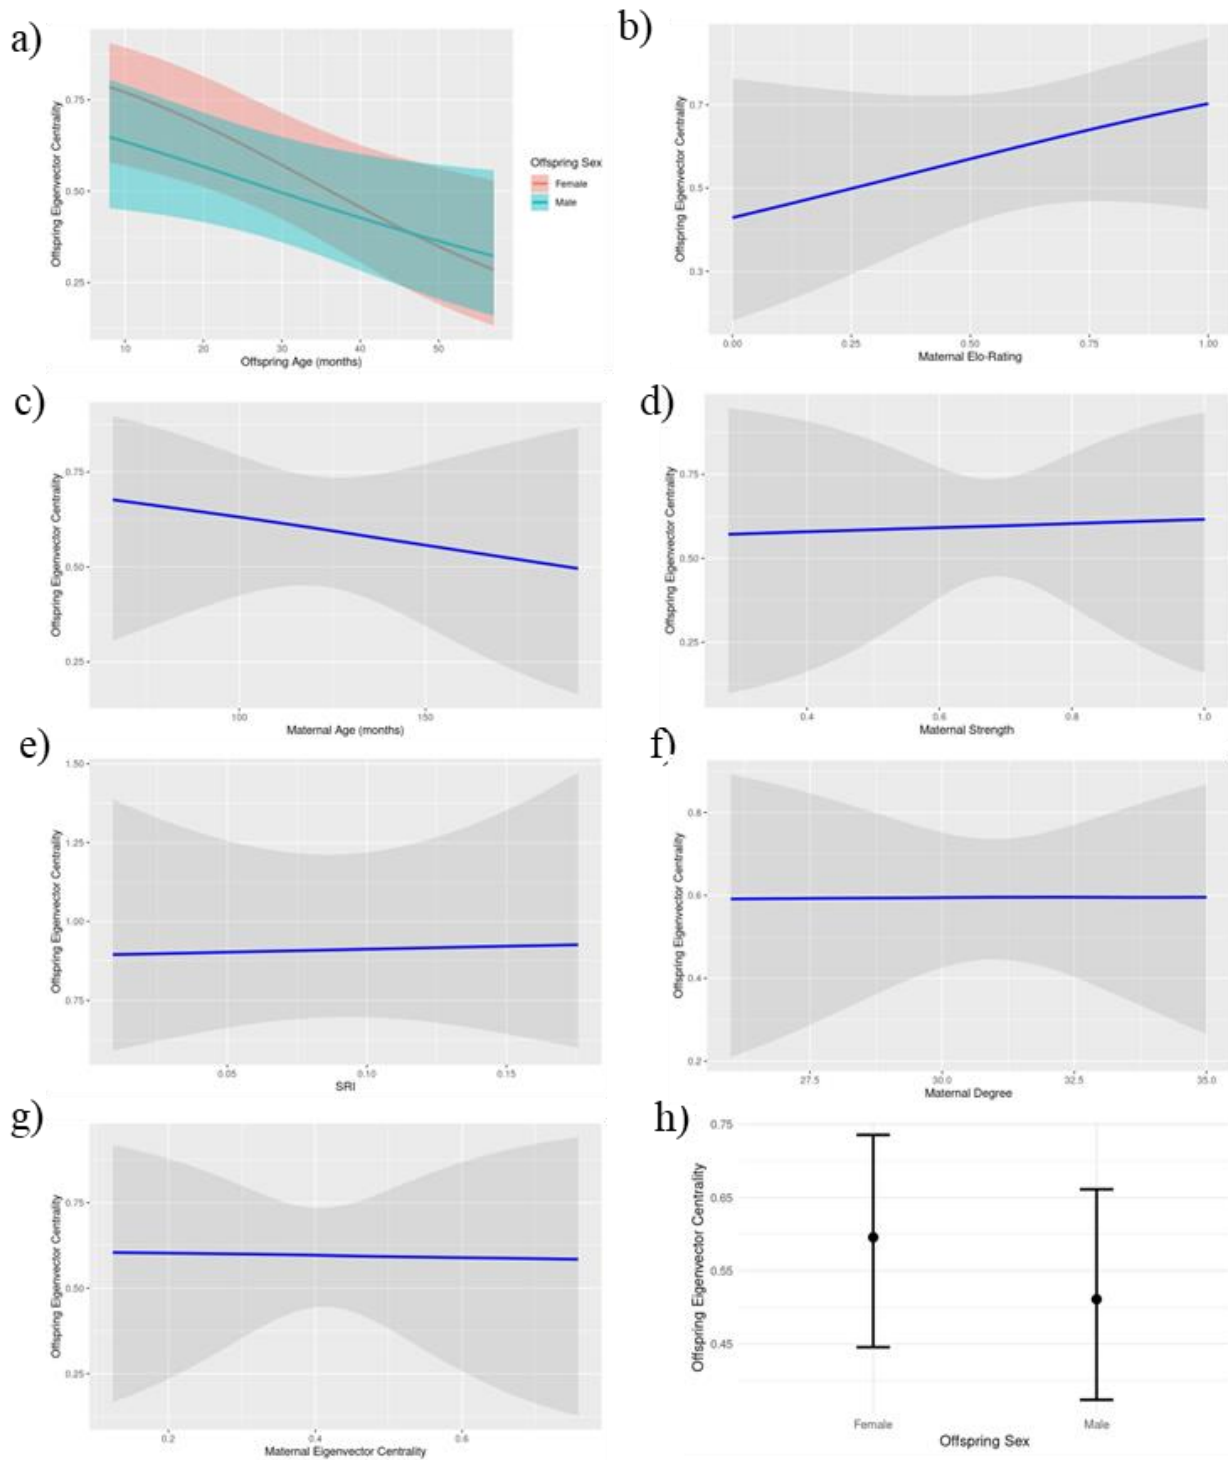 a)
Offspring Eigenvector Centrality
0.75
0.50
0.25
10 20 30 40 50
Offspring Age (months)
Offspring Sex
Female
Male
b)
Offspring Eigenvector Centrality
0.7
0.5
0.3
0.00 0.25 0.50 0.75 1.00
Maternal Elo-Rating
c)
Offspring Eigenvector Centrality
0.75
0.50
0.25
100 150
Maternal Age (months)
d)
Offspring Eigenvector Centrality
0.75
0.50
0.25
0.4 0.6 0.8 1.0
Maternal Strength
e)
Offspring Eigenvector Centrality
1.50
1.25
1.00
0.75
0.05 0.10 0.15
SRI
f)
Offspring Eigenvector Centrality
0.8
0.6
0.4
0.2
27.5 30.0 32.5 35.0
Maternal Degree
g)
Offspring Eigenvector Centrality
0.75
0.50
0.25
0.2 0.4 0.6
Maternal Eigenvector Centrality
h)
Offspring Eigenvector Centrality
0.75
0.65
0.55
0.45
Female Male
Offspring Sex